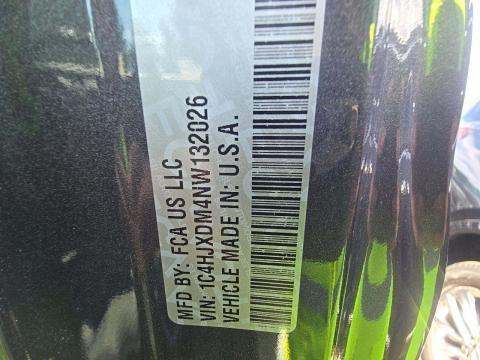 MFD BY: FCA US LLC
VIN: 1C4HJXDM4NW132026
VEHICLE MADE IN: U.S.A.